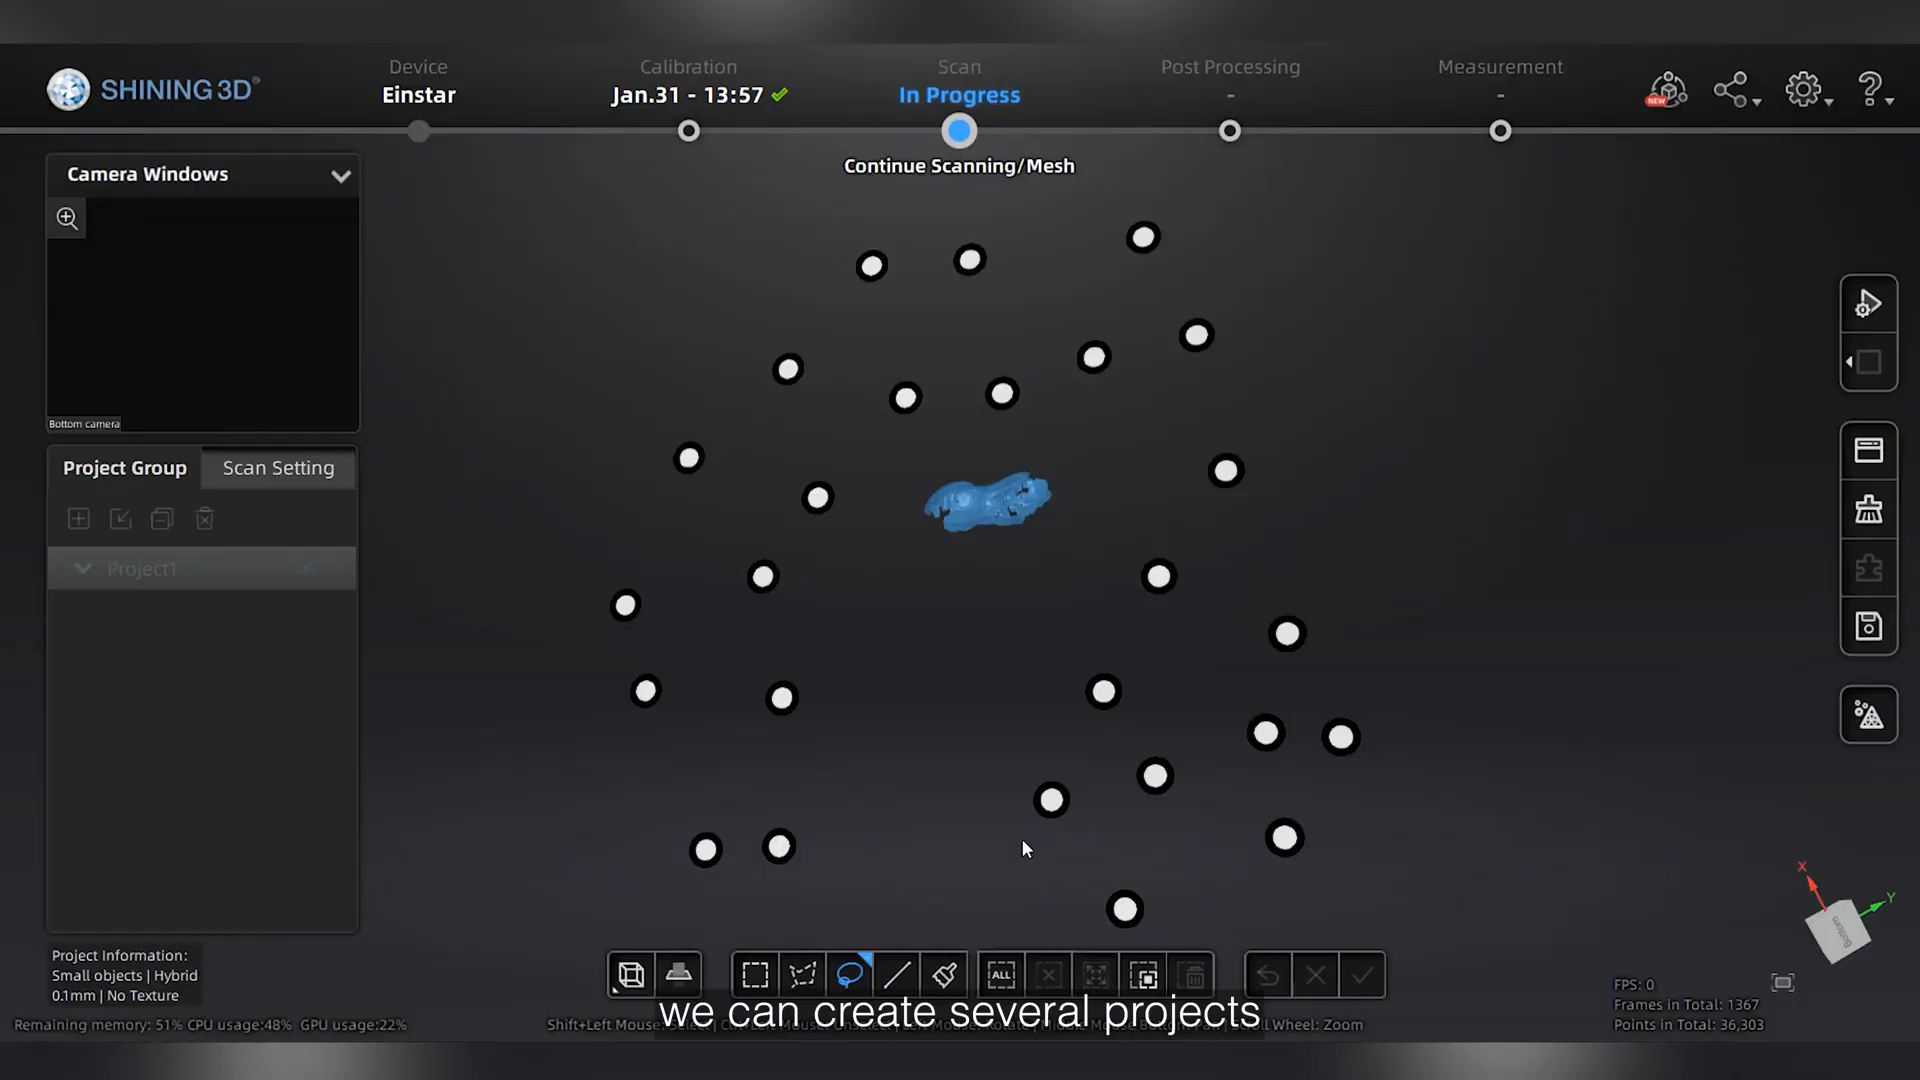 SHINING 3D®
Device
Einstar
Calibration
Jan.31 - 13:57
Scan
In Progress
Post Processing
-
Measurement
-
NEW
Continue Scanning/Mesh
Camera Windows
Bottom camera
Project Group
Scan Setting
Project1
X
Y
Bottom
Project Information:
Small objects | Hybrid
0.1mm | No Texture
ALL
FPS: 0
Frames in Total: 1367
Points in Total: 36,303
Remaining memory: 51% CPU usage:48% GPU usage:22%
Shift+Left Mouse: Scroll Wheel: Zoom
we can create several projects